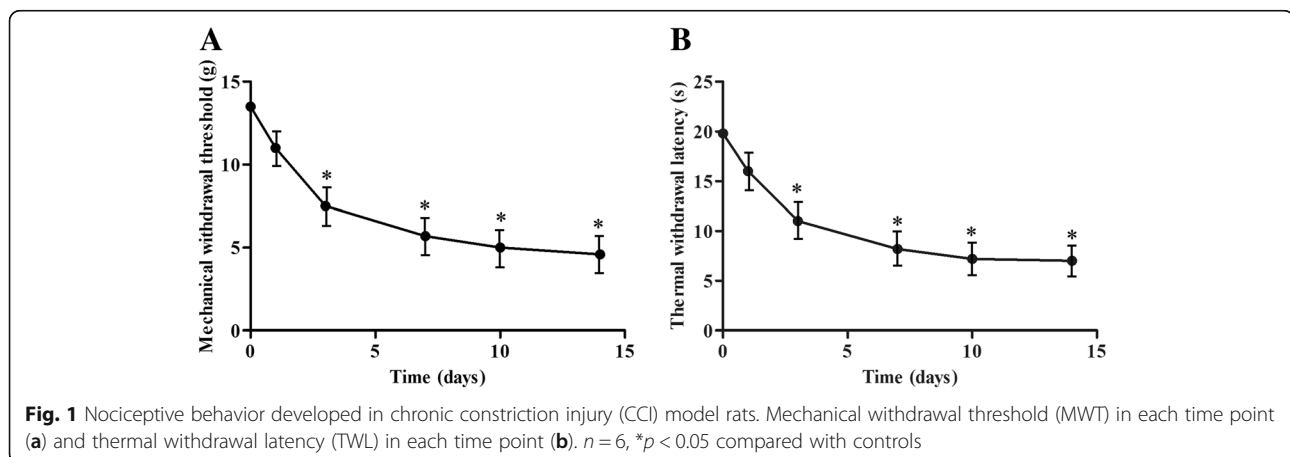 A
Mechanical withdrawal threshold (g)
15
10
5
0
0 5 10 15
* * * *
Time (days)
B
Thermal withdrawal latency (s)
25
20
15
10
5
0
0 5 10 15
* * * *
Time (days)
Fig. 1 Nociceptive behavior developed in chronic constriction injury (CCI) model rats. Mechanical withdrawal threshold (MWT) in each time point
(a) and thermal withdrawal latency (TWL) in each time point (b). n = 6, *p < 0.05 compared with controls